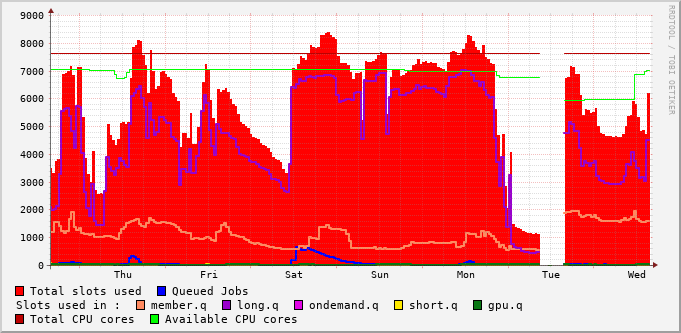 9000
8000
7000
6000
5000
4000
3000
2000
1000
0
Thu Fri Sat Sun Mon Tue Wed
RRDTOOL / TOBI OETIKER
Total slots used Queued Jobs
Slots used in : member.q long.q ondemand.q short.q gpu.q
Total CPU cores Available CPU cores